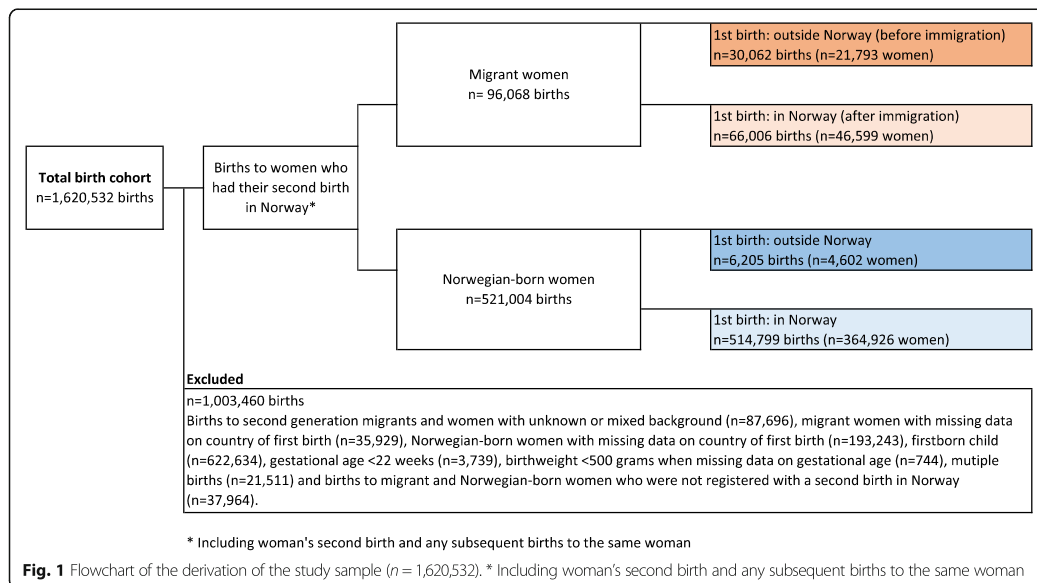 Total birth cohort
n=1,620,532 births
Births to women who
had their second birth
in Norway*
Migrant women
n= 96,068 births
1st birth: outside Norway (before immigration)
n=30,062 births (n=21,793 women)
1st birth: in Norway (after immigration)
n=66,006 births (n=46,599 women)
Norwegian-born women
n=521,004 births
1st birth: outside Norway
n=6,205 births (n=4,602 women)
1st birth: in Norway
n=514,799 births (n=364,926 women)
Excluded
n=1,003,460 births
Births to second generation migrants and women with unknown or mixed background (n=87,696), migrant women with missing data
on country of first birth (n=35,929), Norwegian-born women with missing data on country of first birth (n=193,243), firstborn child
(n=622,634), gestational age <22 weeks (n=3,739), birthweight <500 grams when missing data on gestational age (n=744), mutiple
births (n=21,511) and births to migrant and Norwegian-born women who were not registered with a second birth in Norway
(n=37,964).
* Including woman's second birth and any subsequent births to the same woman
Fig. 1 Flowchart of the derivation of the study sample (n = 1,620,532). * Including woman's second birth and any subsequent births to the same woman